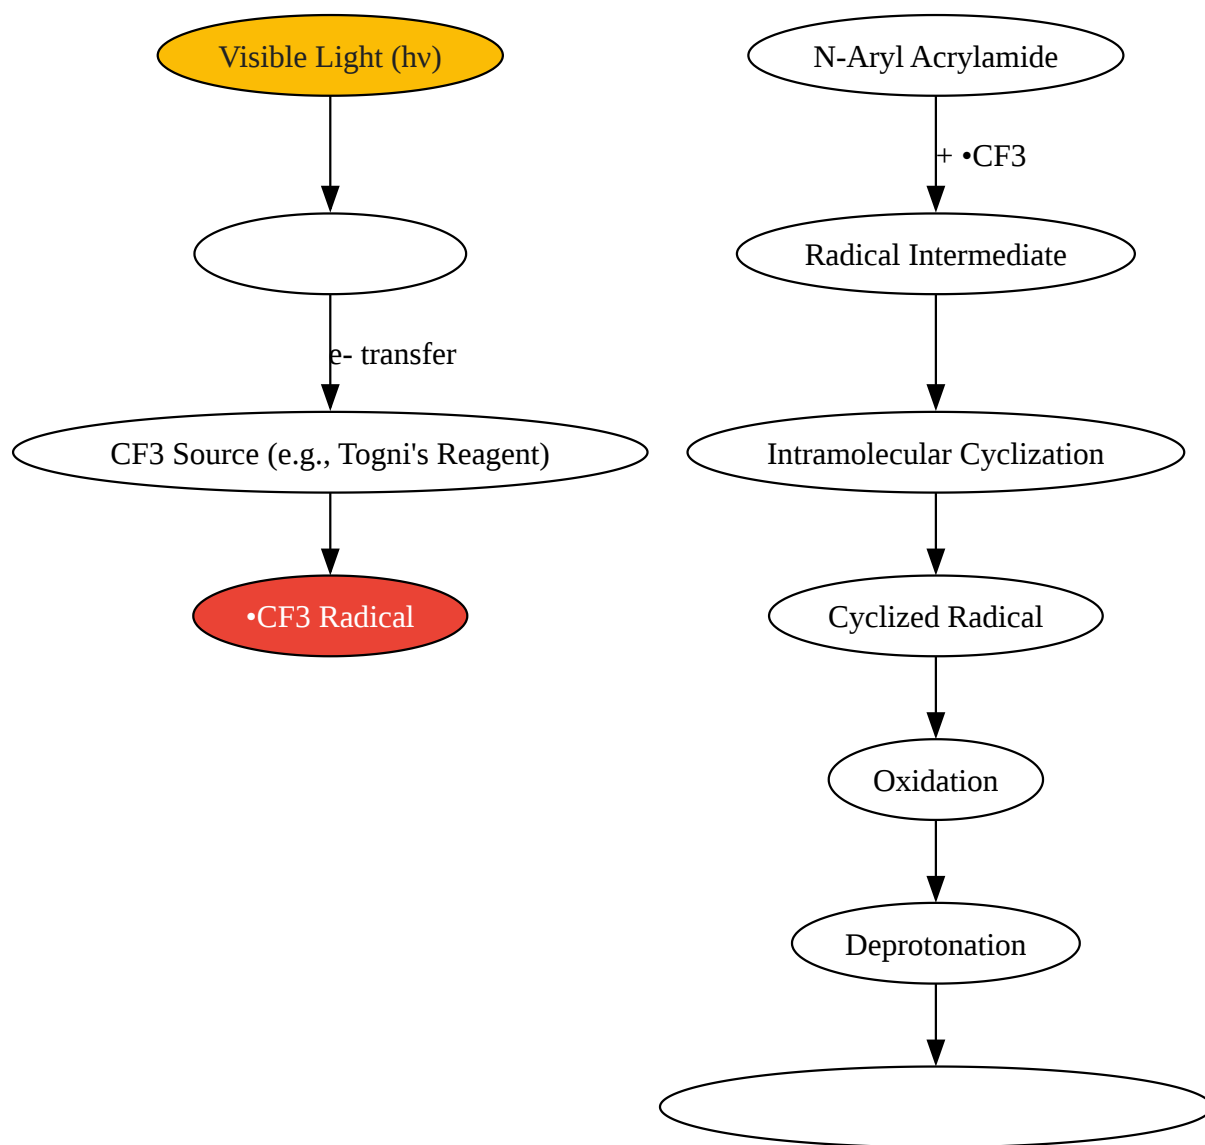 Visible Light (hν)
e- transfer
CF3 Source (e.g., Togni's Reagent)
•CF3 Radical
N-Aryl Acrylamide
+ •CF3
Radical Intermediate
Intramolecular Cyclization
Cyclized Radical
Oxidation
Deprotonation